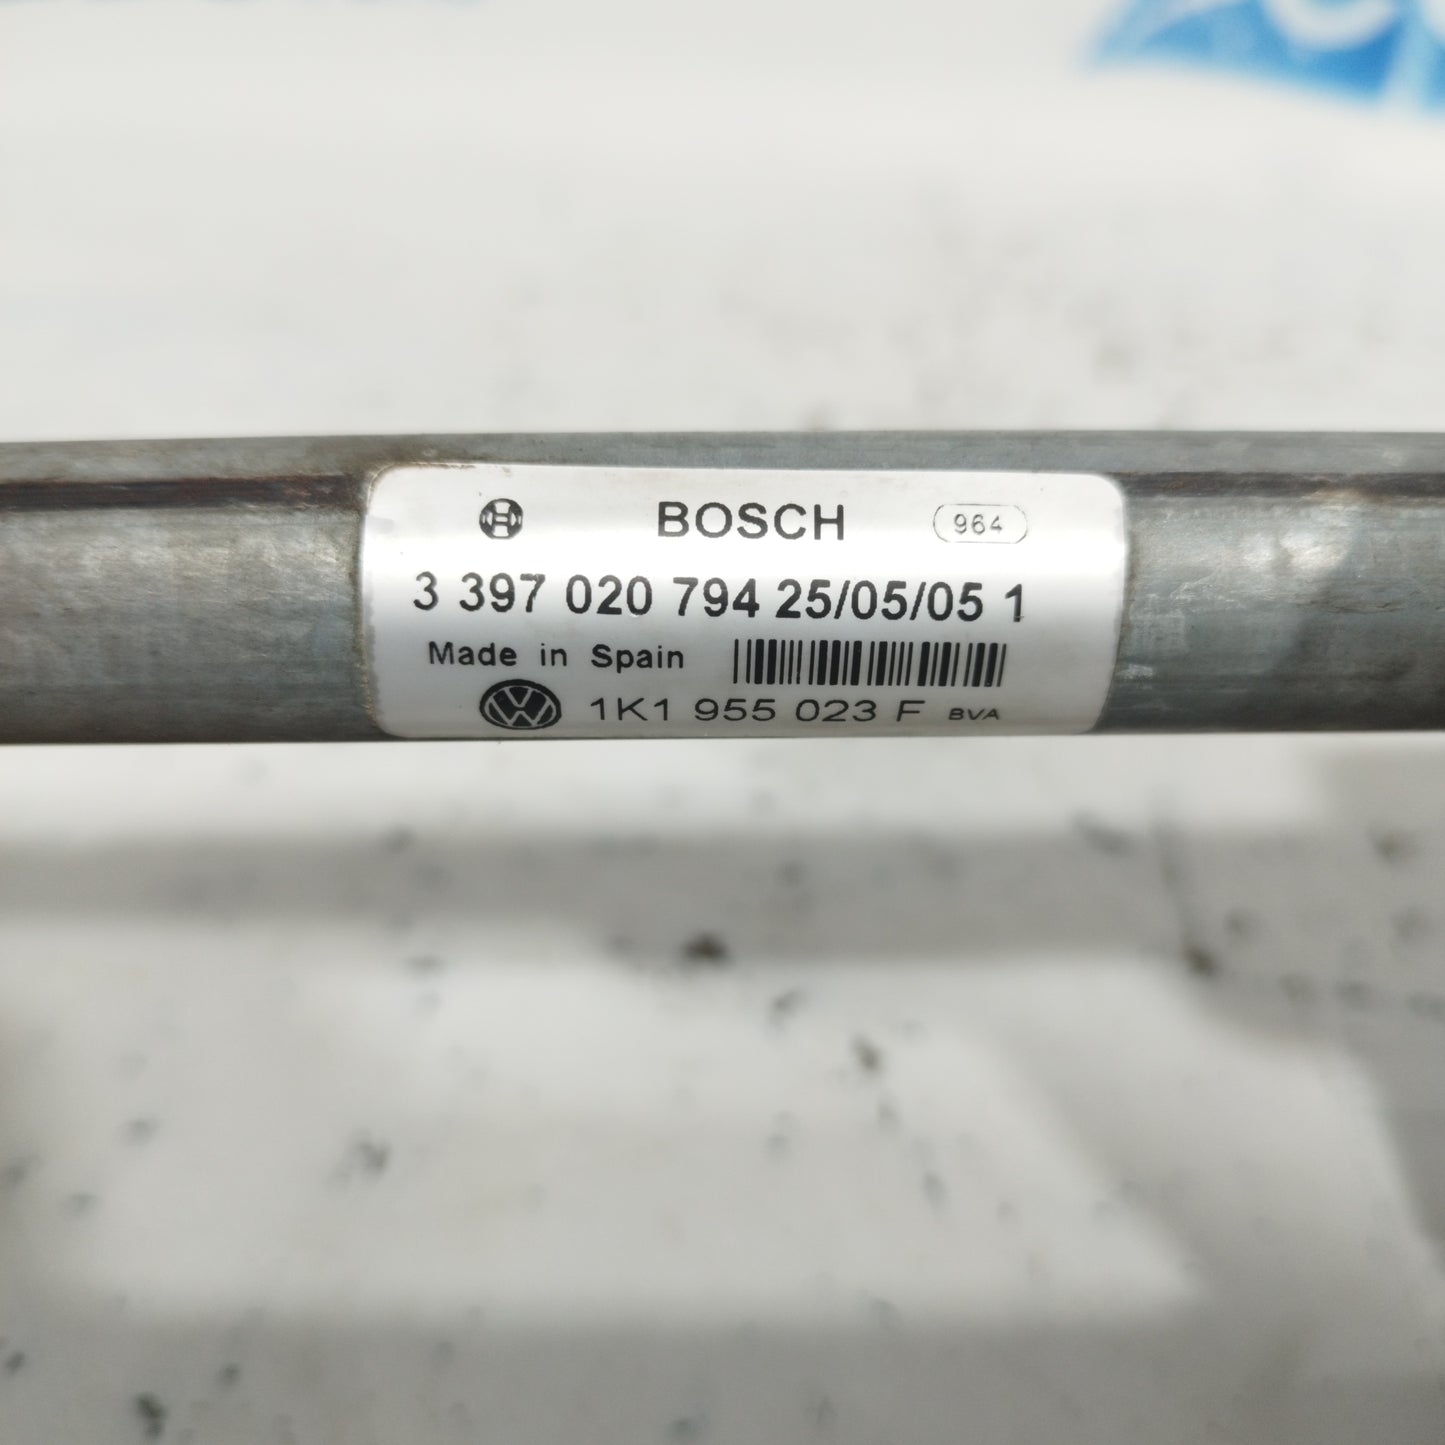 BOSCH 964
3 397 020 794 25/05/05 1
Made in Spain
1K1 955 023 F BVA